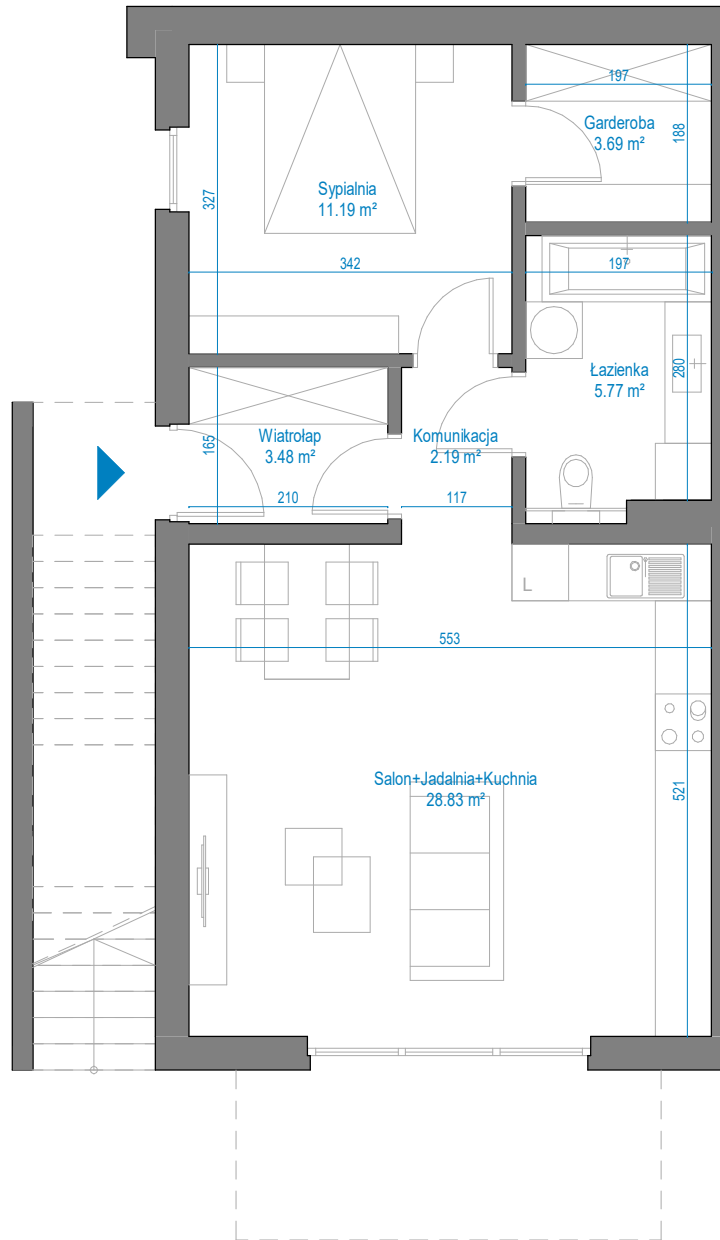 197
Garderoba
3.69 m²
188
Sypialnia
11.19 m²
327
342
197
Łazienka
5.77 m²
280
Wiatrołap
3.48 m²
165
Komunikacja
2.19 m²
210
117
L
553
Salon+Jadalnia+Kuchnia
28.83 m²
521